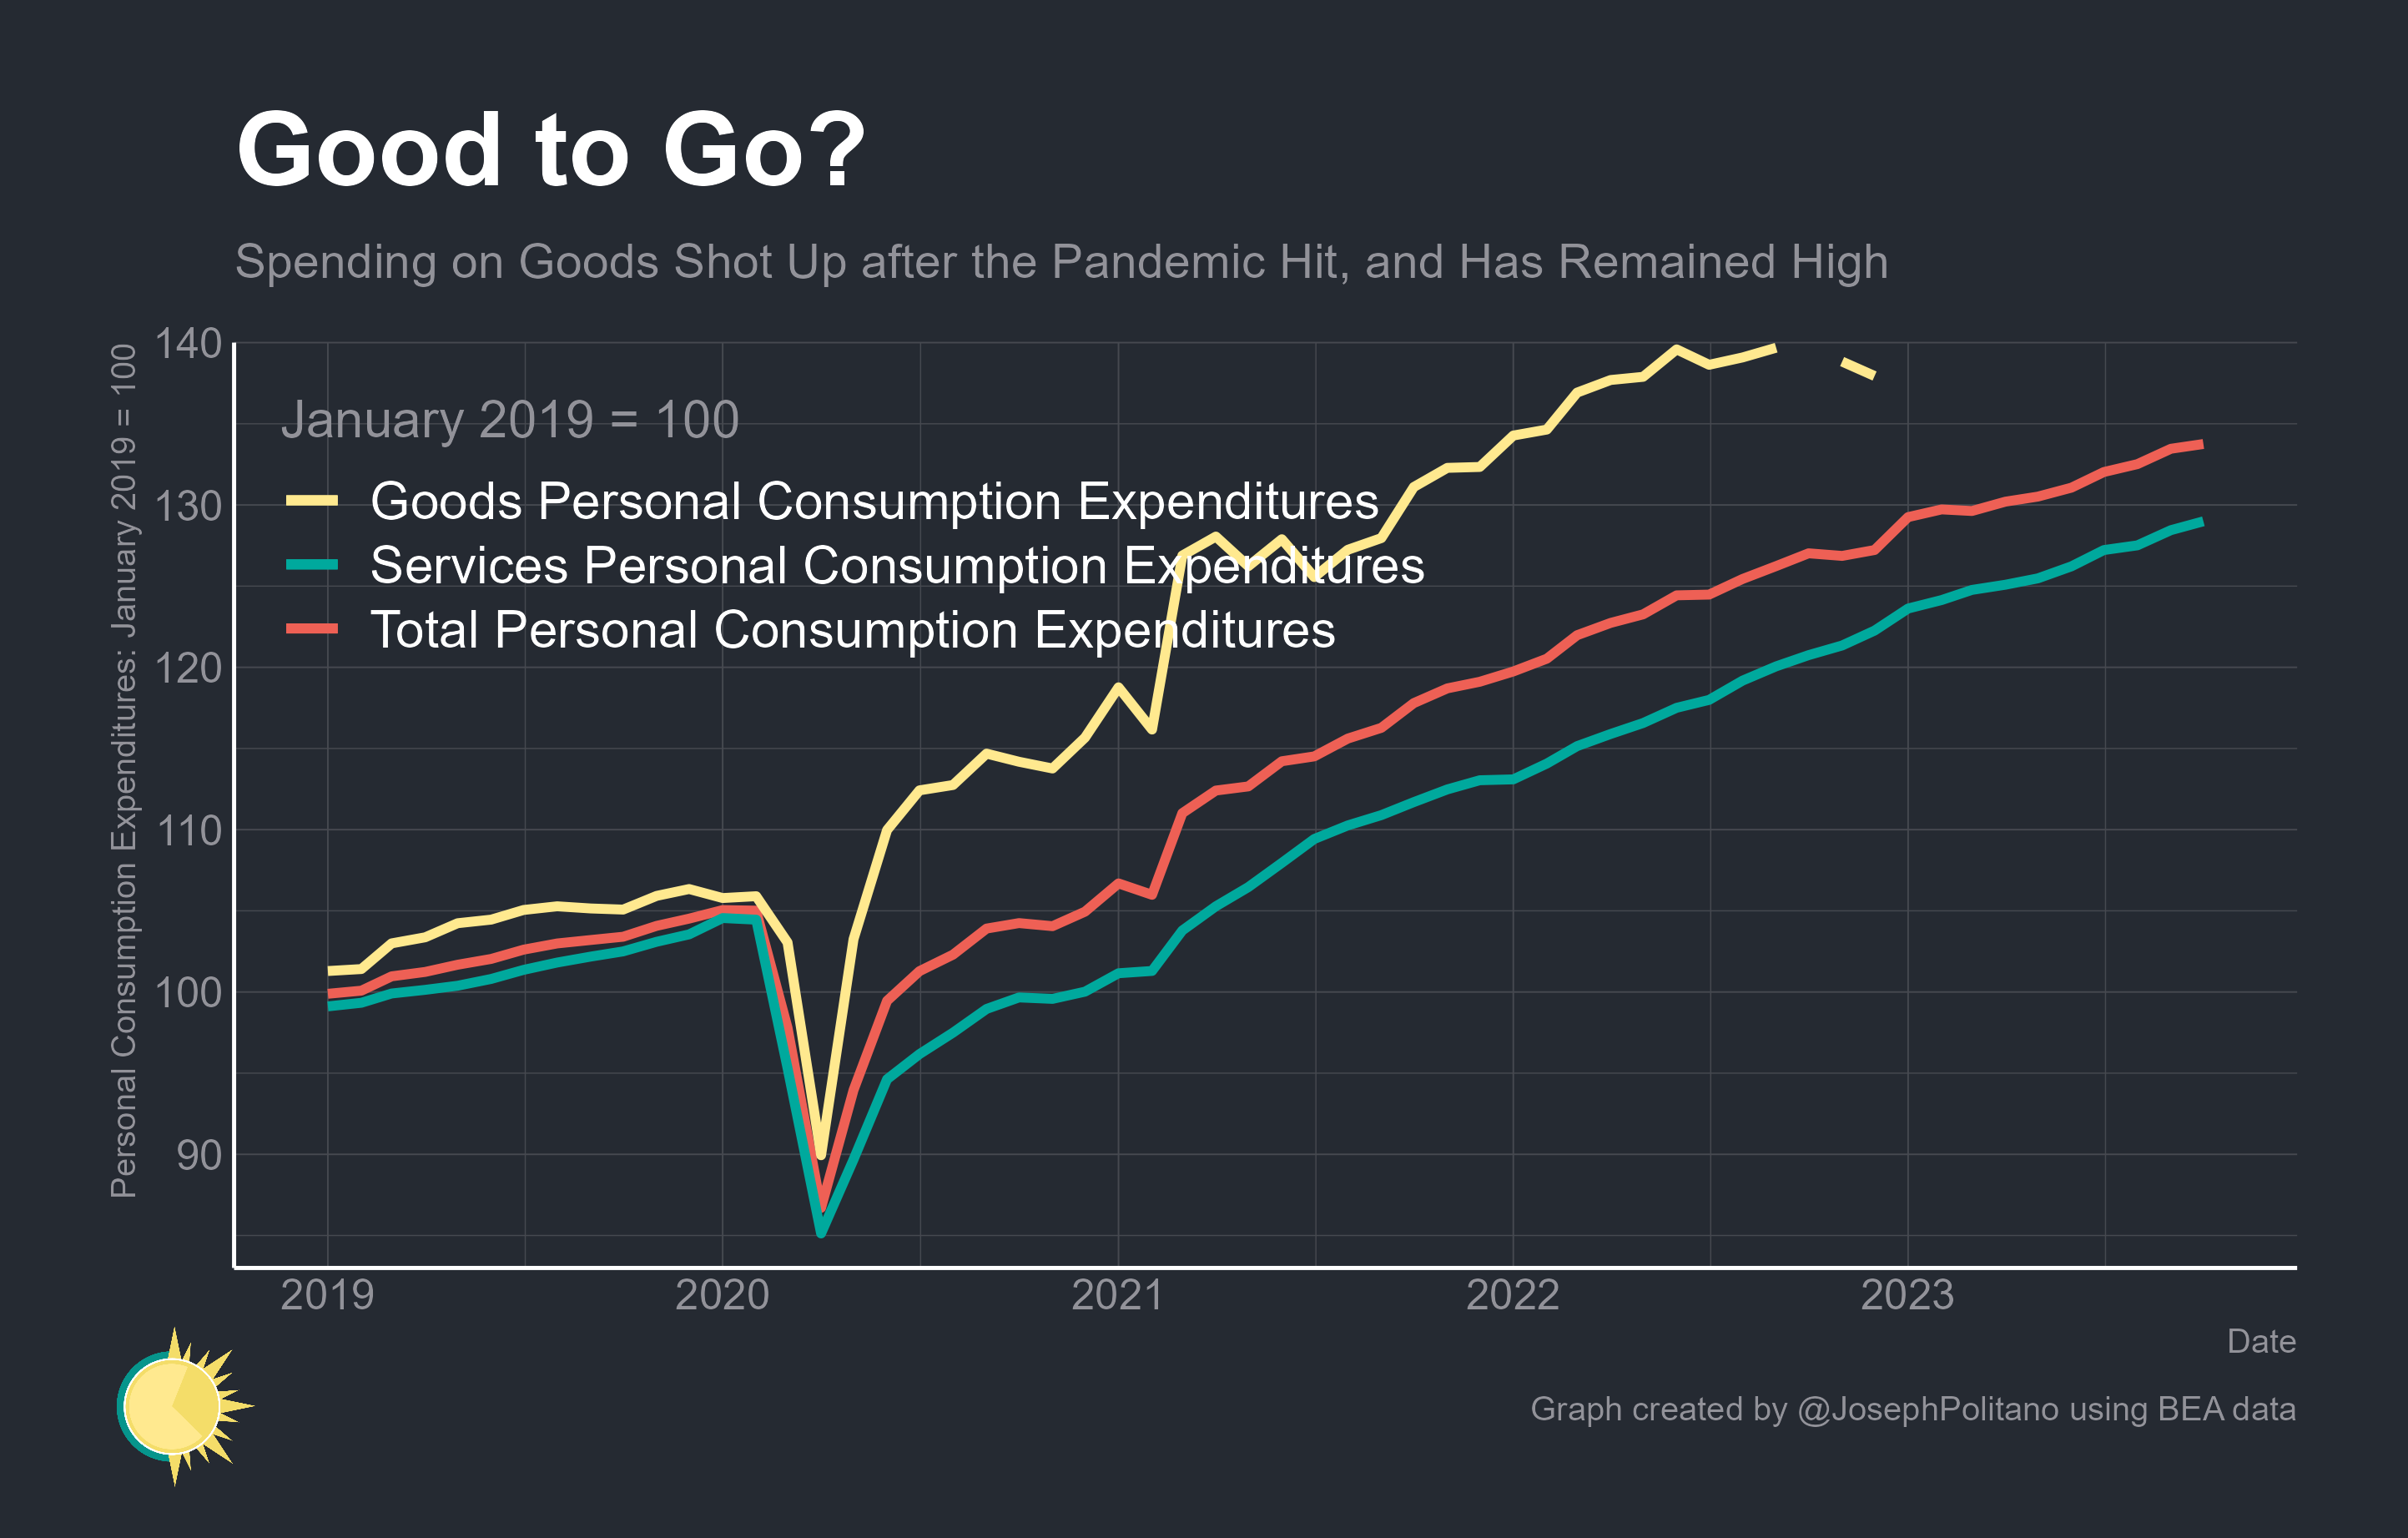 Good to Go?
Spending on Goods Shot Up after the Pandemic Hit, and Has Remained High
Personal Consumption Expenditures: January 2019 = 100
140
130
120
110
100
90
January 2019 = 100
Goods Personal Consumption Expenditures
Services Personal Consumption Expenditures
Total Personal Consumption Expenditures
2019 2020 2021 2022 2023
Date
Graph created by @JosephPolitano using BEA data